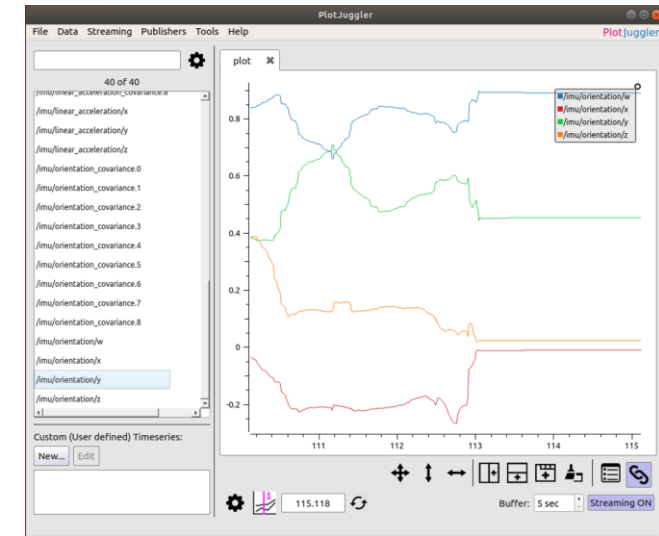 PlotJuggler
File Data Streaming Publishers Tools Help PlotJuggler
plot
40 of 40
/imu/linear_acceleration_covariance.8
/imu/linear_acceleration/x
/imu/linear_acceleration/y
/imu/linear_acceleration/z
/imu/orientation_covariance.0
/imu/orientation_covariance.1
/imu/orientation_covariance.2
/imu/orientation_covariance.3
/imu/orientation_covariance.4
/imu/orientation_covariance.5
/imu/orientation_covariance.6
/imu/orientation_covariance.7
/imu/orientation_covariance.8
/imu/orientation/w
/imu/orientation/x
/imu/orientation/y
/imu/orientation/z
Custom (User defined) Timeseries:
New... Edit
/imu/orientation/w
/imu/orientation/x
/imu/orientation/y
/imu/orientation/z
0.8
0.6
0.4
0.2
0
-0.2
111 112 113 114 115
1
115.118
Buffer: 5 sec Streaming ON